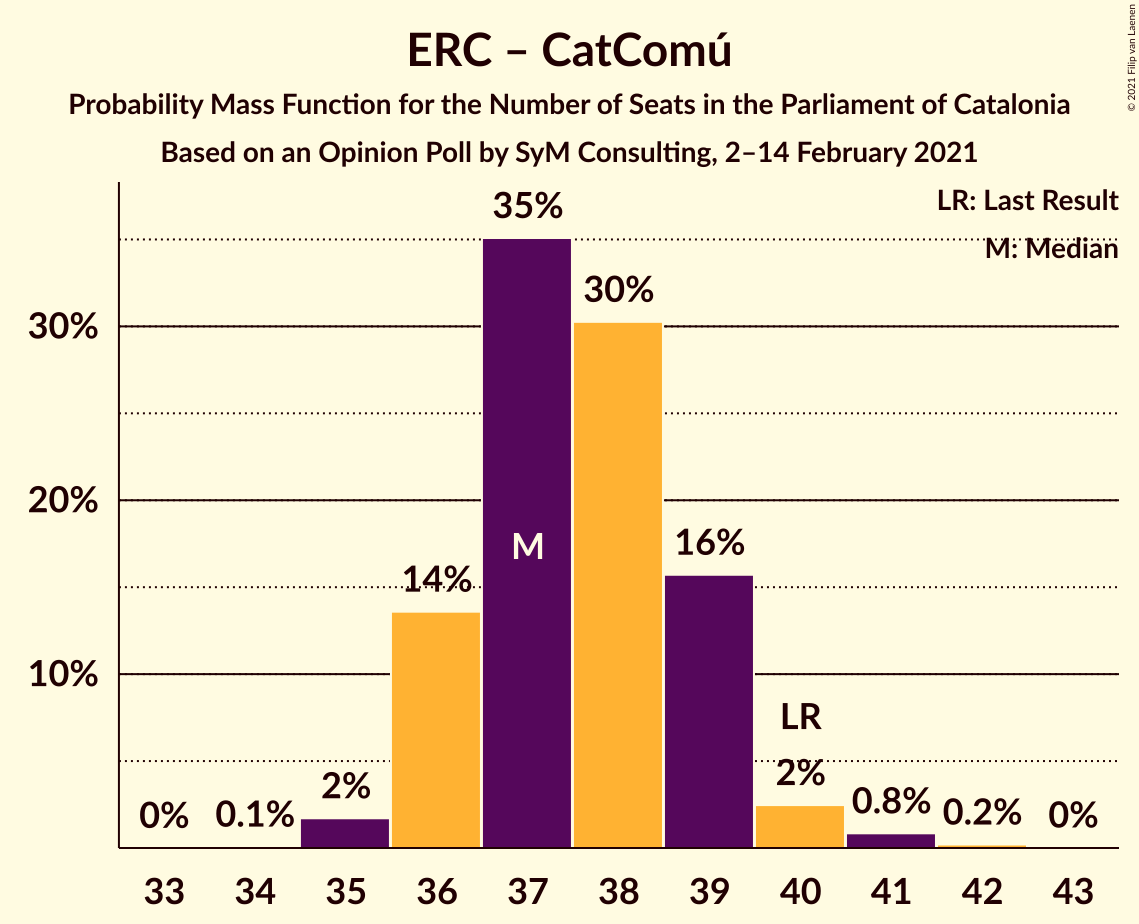 ERC – CatComú
Probability Mass Function for the Number of Seats in the Parliament of Catalonia
Based on an Opinion Poll by SyM Consulting, 2–14 February 2021
© 2021 Filip van Laenen
LR: Last Result
M: Median
35%
30%
30%
20%
16%
M
14%
10%
LR
2%
2%
0.8%
0.2%
0%
0.1%
0%
33 34 35 36 37 38 39 40 41 42 43